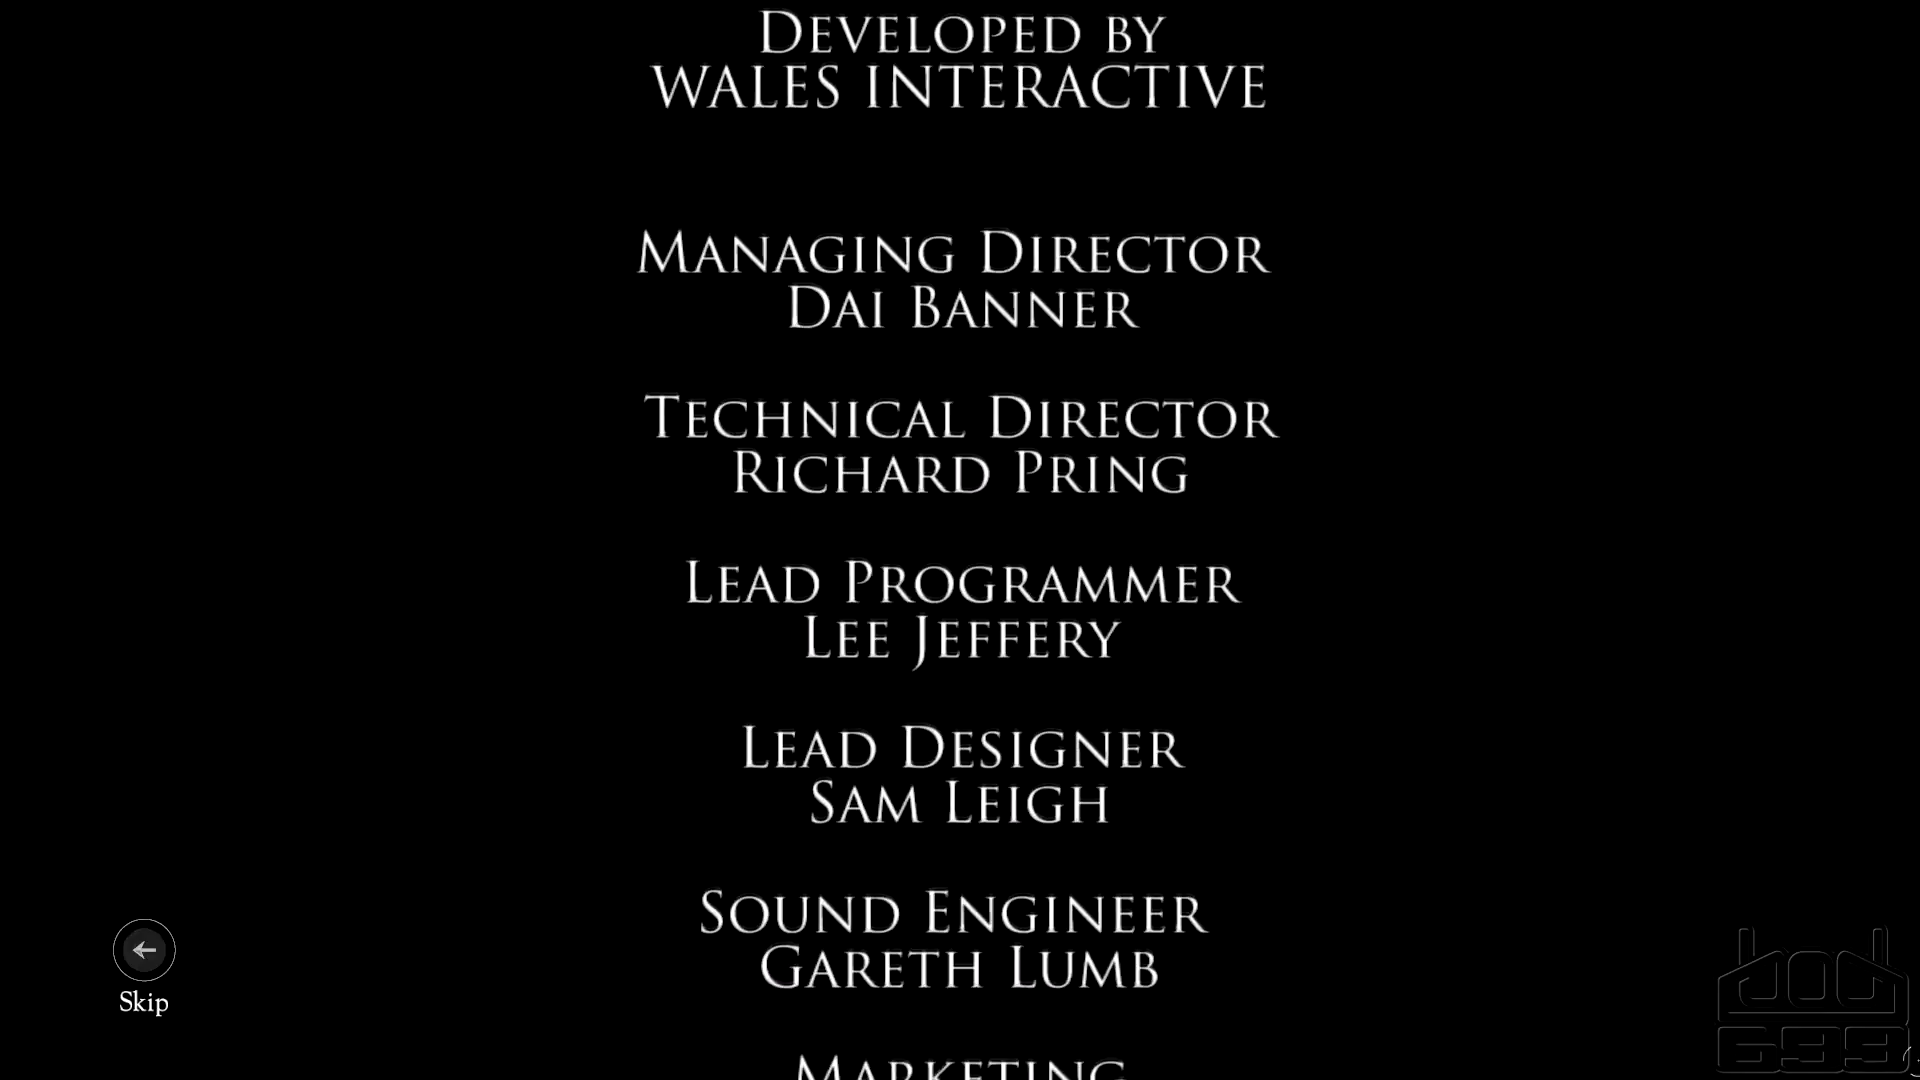 DEVELOPED BY
WALES INTERACTIVE
MANAGING DIRECTOR
DAI BANNER
TECHNICAL DIRECTOR
RICHARD PRING
LEAD PROGRAMMER
LEE JEFFERY
LEAD DESIGNER
SAM LEIGH
SOUND ENGINEER
GARETH LUMB
MARKETING
Skip